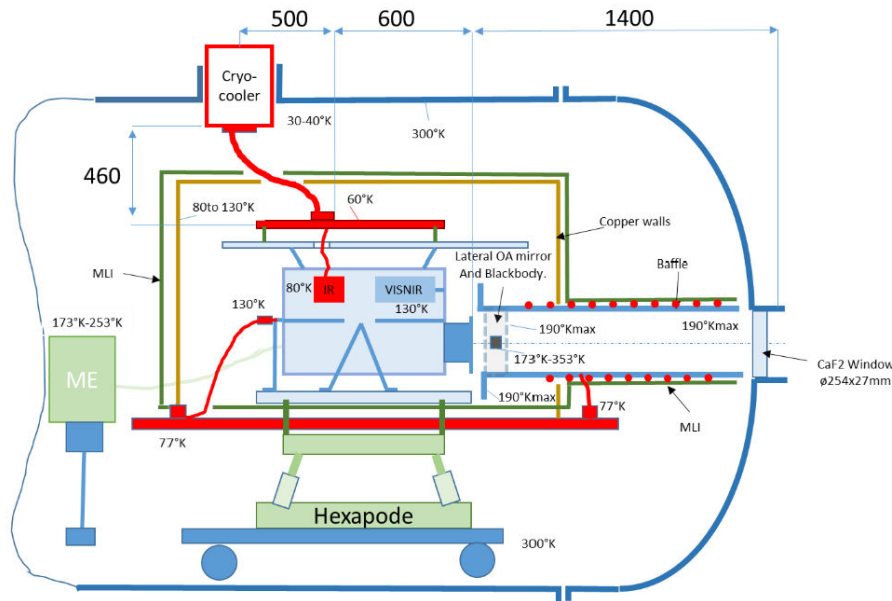 500
600
1400
Cryo-
cooler
30-40°K
300°K
460
80to 130°K
60°K
Copper walls
MLI
Lateral OA mirror
And Blackbody.
Baffle
80°K
IR
VISNIR
130°K
130°K
190°Kmax
190°Kmax
173°K-253°K
173°K-353°K
ME
CaF2 Window
ø254x27mm
190°Kmax
77°K
77°K
MLI
Hexapode
300°K